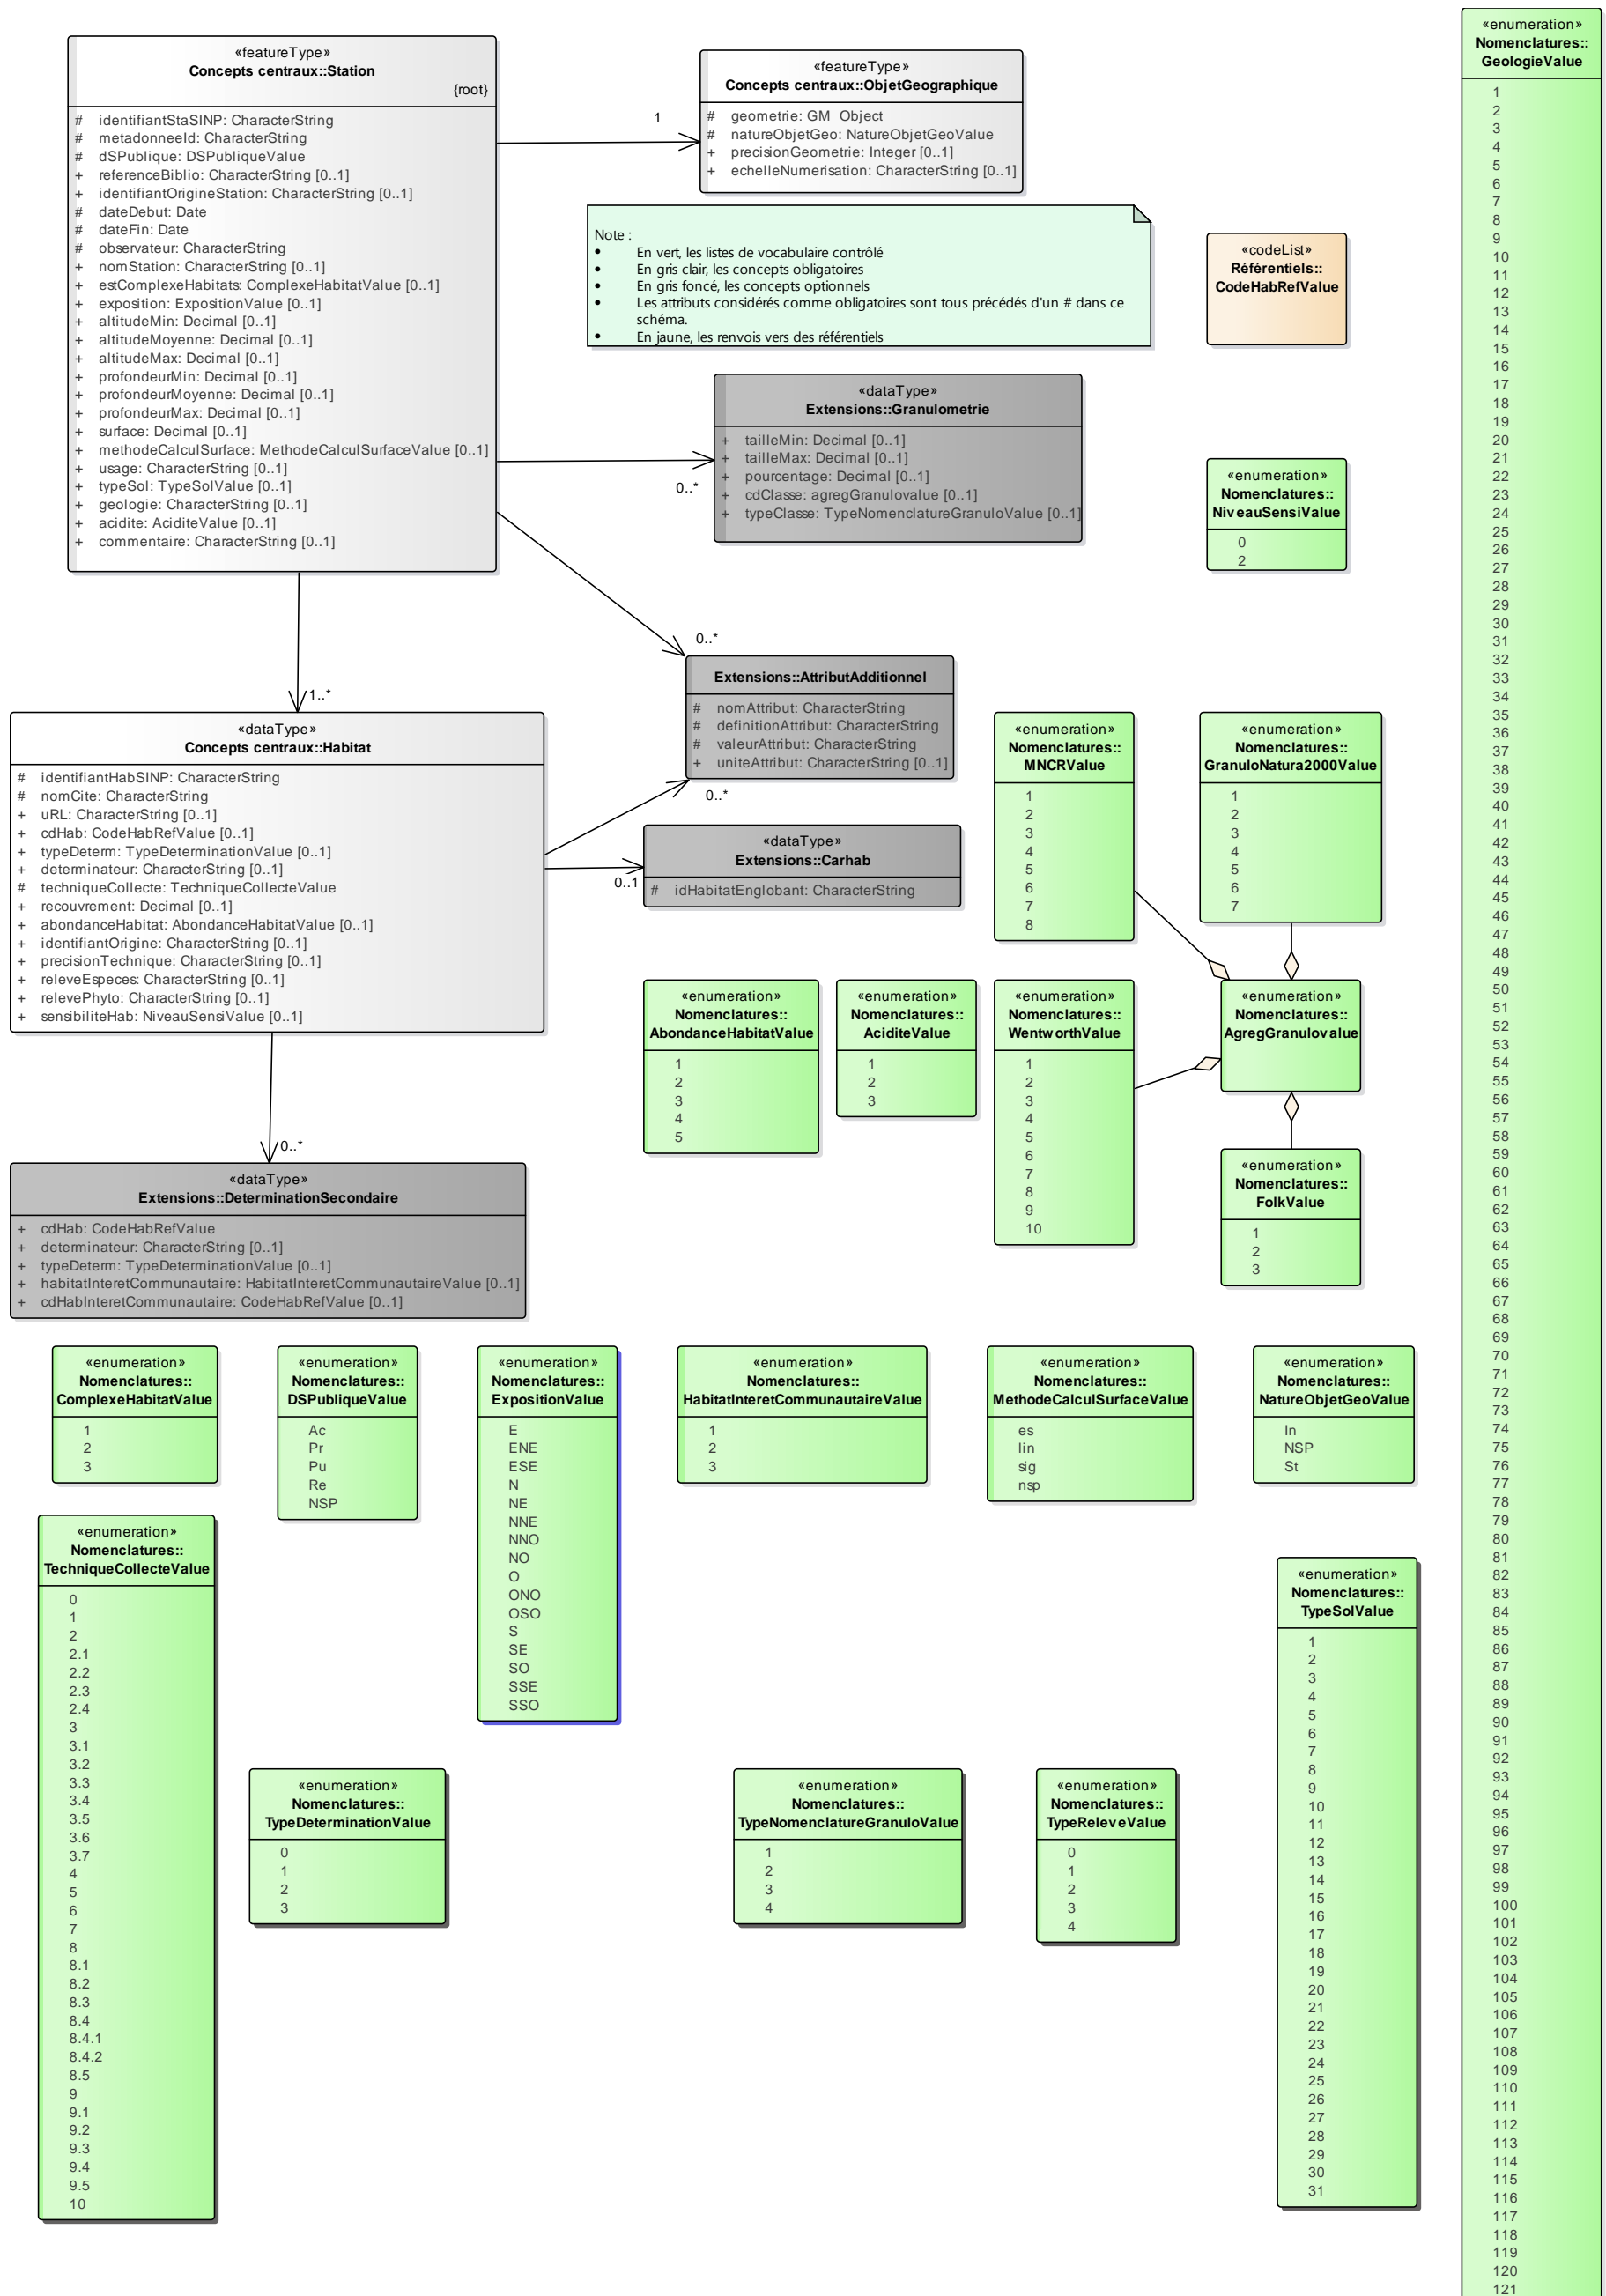 «featureType»
Concepts centraux::Station
{root}
# identifiantStaSINP: CharacterString
# metadonneeId: CharacterString
# dSPublique: DSPubliqueValue
+ referenceBiblio: CharacterString [0..1]
+ identifiantOrigineStation: CharacterString [0..1]
# dateDebut: Date
# dateFin: Date
# observateur: CharacterString
+ nomStation: CharacterString [0..1]
+ estComplexeHabitats: ComplexeHabitatValue [0..1]
+ exposition: ExpositionValue [0..1]
+ altitudeMin: Decimal [0..1]
+ altitudeMoyenne: Decimal [0..1]
+ altitudeMax: Decimal [0..1]
+ profondeurMin: Decimal [0..1]
+ profondeurMoyenne: Decimal [0..1]
+ profondeurMax: Decimal [0..1]
+ surface: Decimal [0..1]
+ methodeCalculSurface: MethodeCalculSurfaceValue [0..1]
+ usage: CharacterString [0..1]
+ typeSol: TypeSolValue [0..1]
+ geologie: CharacterString [0..1]
+ acidite: AciditeValue [0..1]
+ commentaire: CharacterString [0..1]
1
«featureType»
Concepts centraux::ObjetGeographique
# geometrie: GM_Object
# natureObjetGeo: NatureObjetGeoValue
+ precisionGeometrie: Integer [0..1]
+ echelleNumerisation: CharacterString [0..1]
Note :
• En vert, les listes de vocabulaire contrôlé
• En gris clair, les concepts obligatoires
• En gris foncé, les concepts optionnels
• Les attributs considérés comme obligatoires sont tous précédés d'un # dans ce
schéma.
• En jaune, les renvois vers des référentiels
«codeList»
Référentiels::
CodeHabRefValue
0..*
«dataType»
Extensions::Granulometrie
+ tailleMin: Decimal [0..1]
+ tailleMax: Decimal [0..1]
+ pourcentage: Decimal [0..1]
+ cdClasse: agregGranulovalue [0..1]
+ typeClasse: TypeNomenclatureGranuloValue [0..1]
«enumeration»
Nomenclatures::
NiveauSensiValue
0
2
0..*
Extensions::AttributAdditionnel
# nomAttribut: CharacterString
# definitionAttribut: CharacterString
# valeurAttribut: CharacterString
+ uniteAttribut: CharacterString [0..1]
0..*
1..*
«dataType»
Concepts centraux::Habitat
# identifiantHabSINP: CharacterString
# nomCite: CharacterString
+ uRL: CharacterString [0..1]
+ cdHab: CodeHabRefValue [0..1]
+ typeDeterm: TypeDeterminationValue [0..1]
+ determinateur: CharacterString [0..1]
# techniqueCollecte: TechniqueCollecteValue
+ recouvrement: Decimal [0..1]
+ abondanceHabitat: AbondanceHabitatValue [0..1]
+ identifiantOrigine: CharacterString [0..1]
+ precisionTechnique: CharacterString [0..1]
+ releveEspeces: CharacterString [0..1]
+ relevePhyto: CharacterString [0..1]
+ sensibiliteHab: NiveauSensiValue [0..1]
0..1
«dataType»
Extensions::Carhab
# idHabitatEnglobant: CharacterString
«enumeration»
Nomenclatures::
MNCRValue
1
2
3
4
5
6
7
8
«enumeration»
Nomenclatures::
GranuloNatura2000Value
1
2
3
4
5
6
7
«enumeration»
Nomenclatures::
AbondanceHabitatValue
1
2
3
4
5
«enumeration»
Nomenclatures::
AciditeValue
1
2
3
«enumeration»
Nomenclatures::
WentworthValue
1
2
3
4
5
6
7
8
9
10
«enumeration»
Nomenclatures::
AgregGranulovalue
«enumeration»
Nomenclatures::
FolkValue
1
2
3
0..*
«dataType»
Extensions::DeterminationSecondaire
+ cdHab: CodeHabRefValue
+ determinateur: CharacterString [0..1]
+ typeDeterm: TypeDeterminationValue [0..1]
+ habitatInteretCommunautaire: HabitatInteretCommunautaireValue [0..1]
+ cdHabInteretCommunautaire: CodeHabRefValue [0..1]
«enumeration»
Nomenclatures::
ComplexeHabitatValue
1
2
3
«enumeration»
Nomenclatures::
DSPubliqueValue
Ac
Pr
Pu
Re
NSP
«enumeration»
Nomenclatures::
ExpositionValue
E
ENE
ESE
N
NE
NNE
NNO
NO
O
ONO
OSO
S
SE
SO
SSE
SSO
«enumeration»
Nomenclatures::
HabitatInteretCommunautaireValue
1
2
3
«enumeration»
Nomenclatures::
MethodeCalculSurfaceValue
es
lin
sig
nsp
«enumeration»
Nomenclatures::
NatureObjetGeoValue
In
NSP
St
«enumeration»
Nomenclatures::
TechniqueCollecteValue
0
1
2
2.1
2.2
2.3
2.4
3
3.1
3.2
3.3
3.4
3.5
3.6
3.7
4
5
6
7
8
8.1
8.2
8.3
8.4
8.4.1
8.4.2
8.5
9
9.1
9.2
9.3
9.4
9.5
10
«enumeration»
Nomenclatures::
TypeDeterminationValue
0
1
2
3
«enumeration»
Nomenclatures::
TypeNomenclatureGranuloValue
1
2
3
4
«enumeration»
Nomenclatures::
TypeReleveValue
0
1
2
3
4
«enumeration»
Nomenclatures::
TypeSolValue
1
2
3
4
5
6
7
8
9
10
11
12
13
14
15
16
17
18
19
20
21
22
23
24
25
26
27
28
29
30
31
«enumeration»
Nomenclatures::
GeologieValue
1
2
3
4
5
6
7
8
9
10
11
12
13
14
15
16
17
18
19
20
21
22
23
24
25
26
27
28
29
30
31
32
33
34
35
36
37
38
39
40
41
42
43
44
45
46
47
48
49
50
51
52
53
54
55
56
57
58
59
60
61
62
63
64
65
66
67
68
69
70
71
72
73
74
75
76
77
78
79
80
81
82
83
84
85
86
87
88
89
90
91
92
93
94
95
96
97
98
99
100
101
102
103
104
105
106
107
108
109
110
111
112
113
114
115
116
117
118
119
120
121